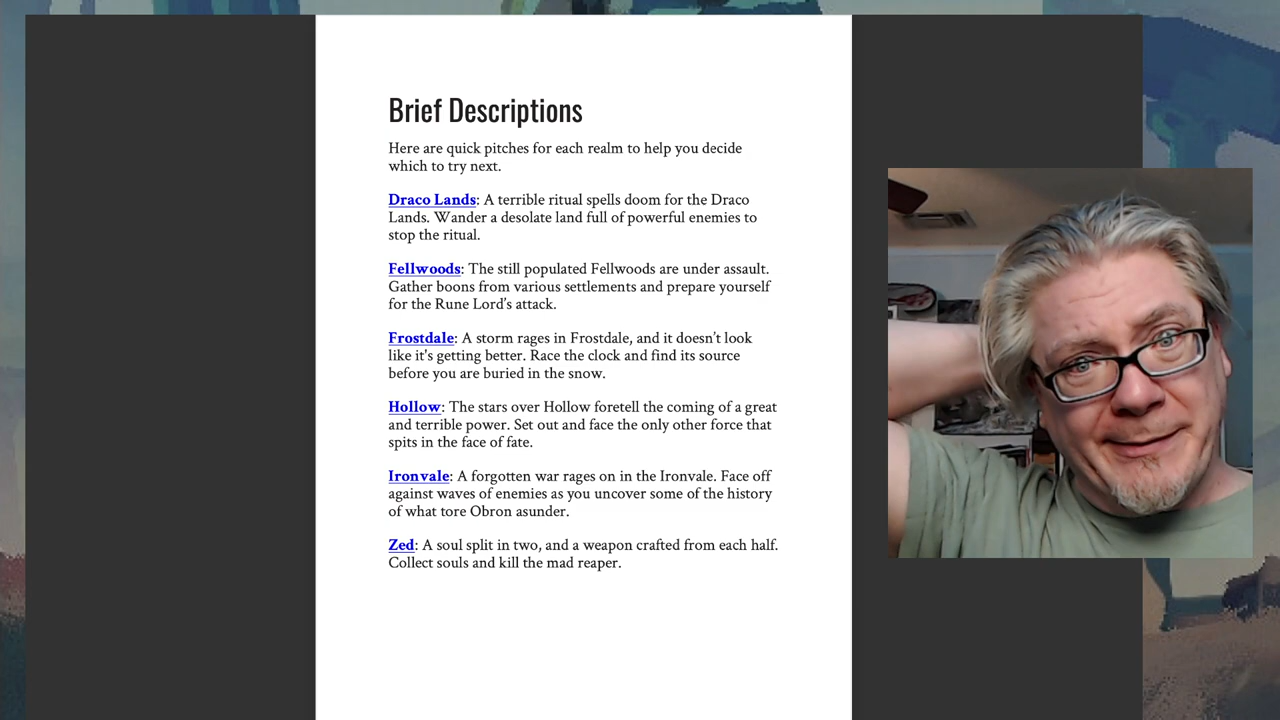 Brief Descriptions
Here are quick pitches for each realm to help you decide
which to try next.
Draco Lands: A terrible ritual spells doom for the Draco
Lands. Wander a desolate land full of powerful enemies to
stop the ritual.
Fellwoods: The still populated Fellwoods are under assault.
Gather boons from various settlements and prepare yourself
for the Rune Lord’s attack.
Frostdale: A storm rages in Frostdale, and it doesn’t look
like it's getting better. Race the clock and find its source
before you are buried in the snow.
Hollow: The stars over Hollow foretell the coming of a great
and terrible power. Set out and face the only other force that
spits in the face of fate.
Ironvale: A forgotten war rages on in the Ironvale. Face off
against waves of enemies as you uncover some of the history
of what tore Obron asunder.
Zed: A soul split in two, and a weapon crafted from each half.
Collect souls and kill the mad reaper.